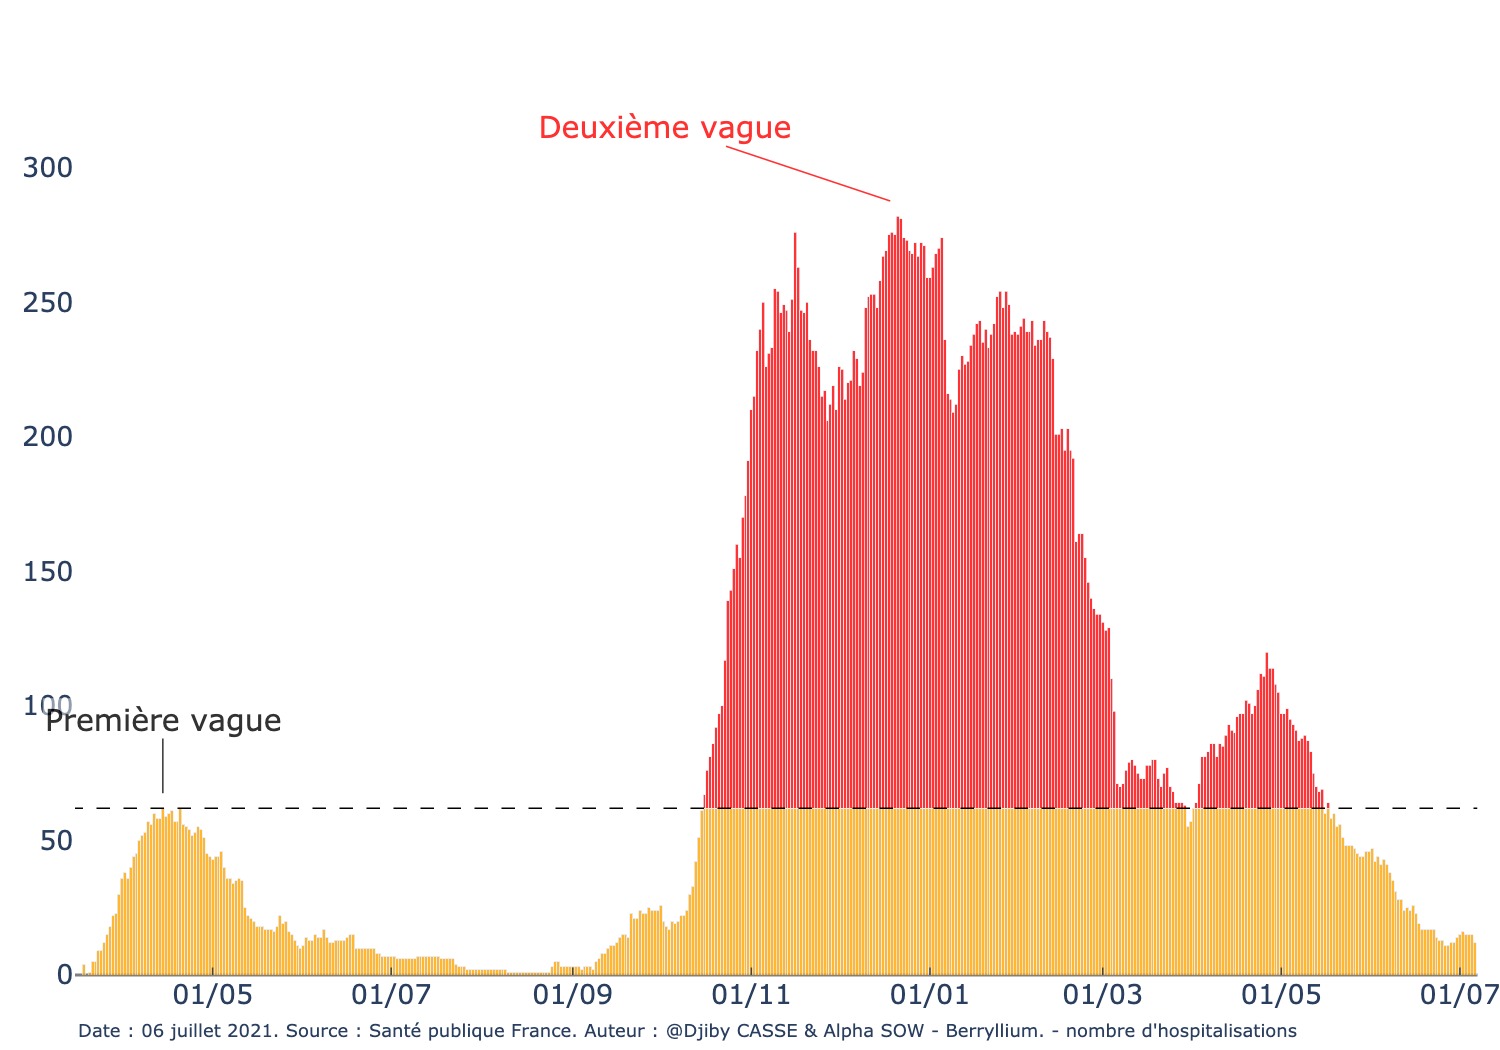 Deuxième vague
300
250
200
150
100
Première vague
50
0
01/05 01/07 01/09 01/11 01/01 01/03 01/05 01/07
Date : 06 juillet 2021. Source : Santé publique France. Auteur : @Djiby CASSE & Alpha SOW - Berryllium. - nombre d'hospitalisations